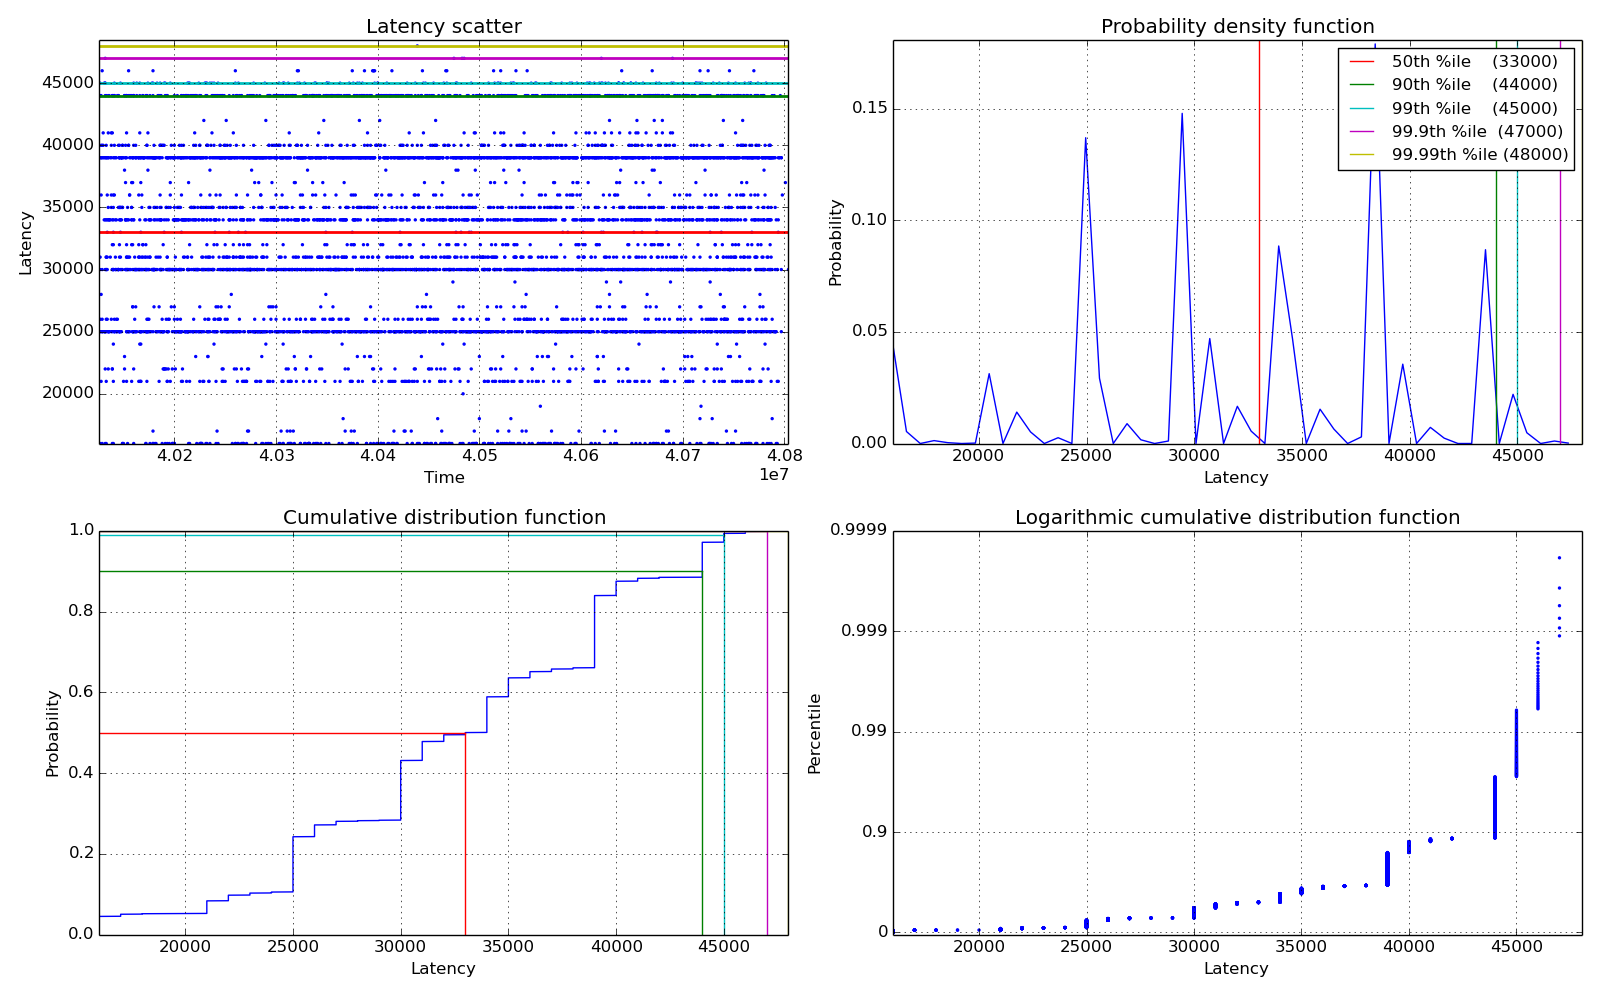 Latency scatter
45000
40000
35000
30000
25000
20000
Latency
4.02 4.03 4.04 4.05 4.06 4.07 4.08
1e7
Time
Probability density function
50th %ile (33000)
90th %ile (44000)
99th %ile (45000)
99.9th %ile (47000)
99.99th %ile (48000)
0.15
0.10
0.05
0.00
Probability
20000 25000 30000 35000 40000 45000
Latency
Cumulative distribution function
1.0
0.8
0.6
0.4
0.2
0.0
Probability
20000 25000 30000 35000 40000 45000
Latency
Logarithmic cumulative distribution function
0.9999
0.999
0.99
0.9
0
Percentile
20000 25000 30000 35000 40000 45000
Latency